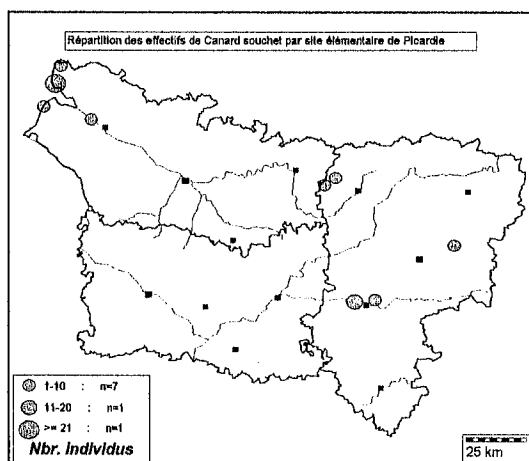 Répartition des effectifs de Canard souchet par site élémentaire de Picardie
1-10 : n=7
11-20 : n=1
>= 21 : n=1
Nbr. individus
25 km